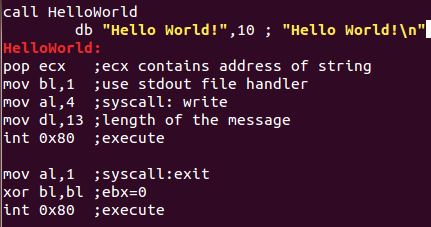 call HelloWorld
        db "Hello World!",10 ; "Hello World!\n"
HelloWorld:
pop ecx   ;ecx contains address of string
mov bl,1  ;use stdout file handler
mov al,4  ;syscall: write
mov dl,13 ;length of the message
int 0x80  ;execute

mov al,1  ;syscall:exit
xor bl,bl ;ebx=0
int 0x80  ;execute